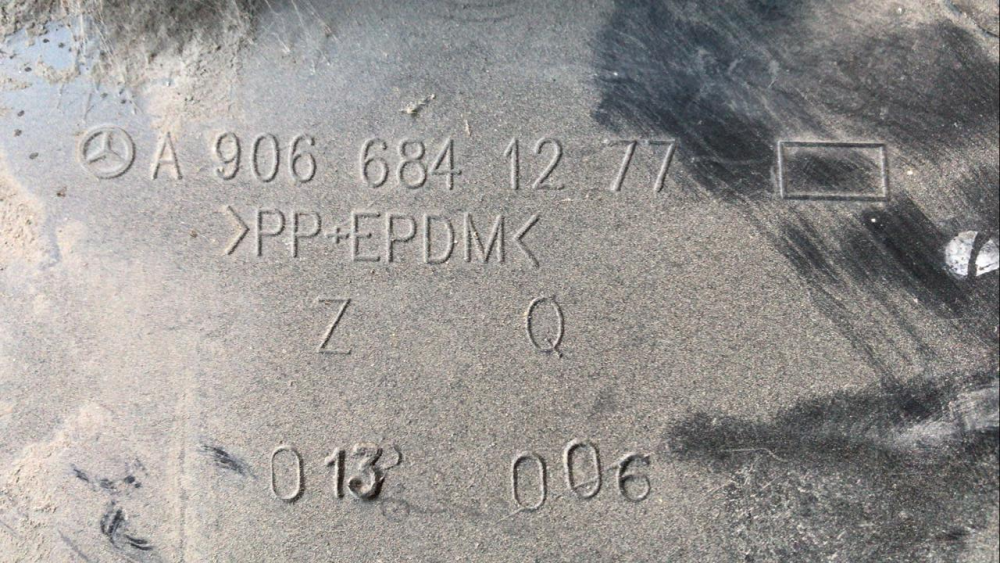 A 906 684 12 77
>PP+EPDM<
Z Q
013 006